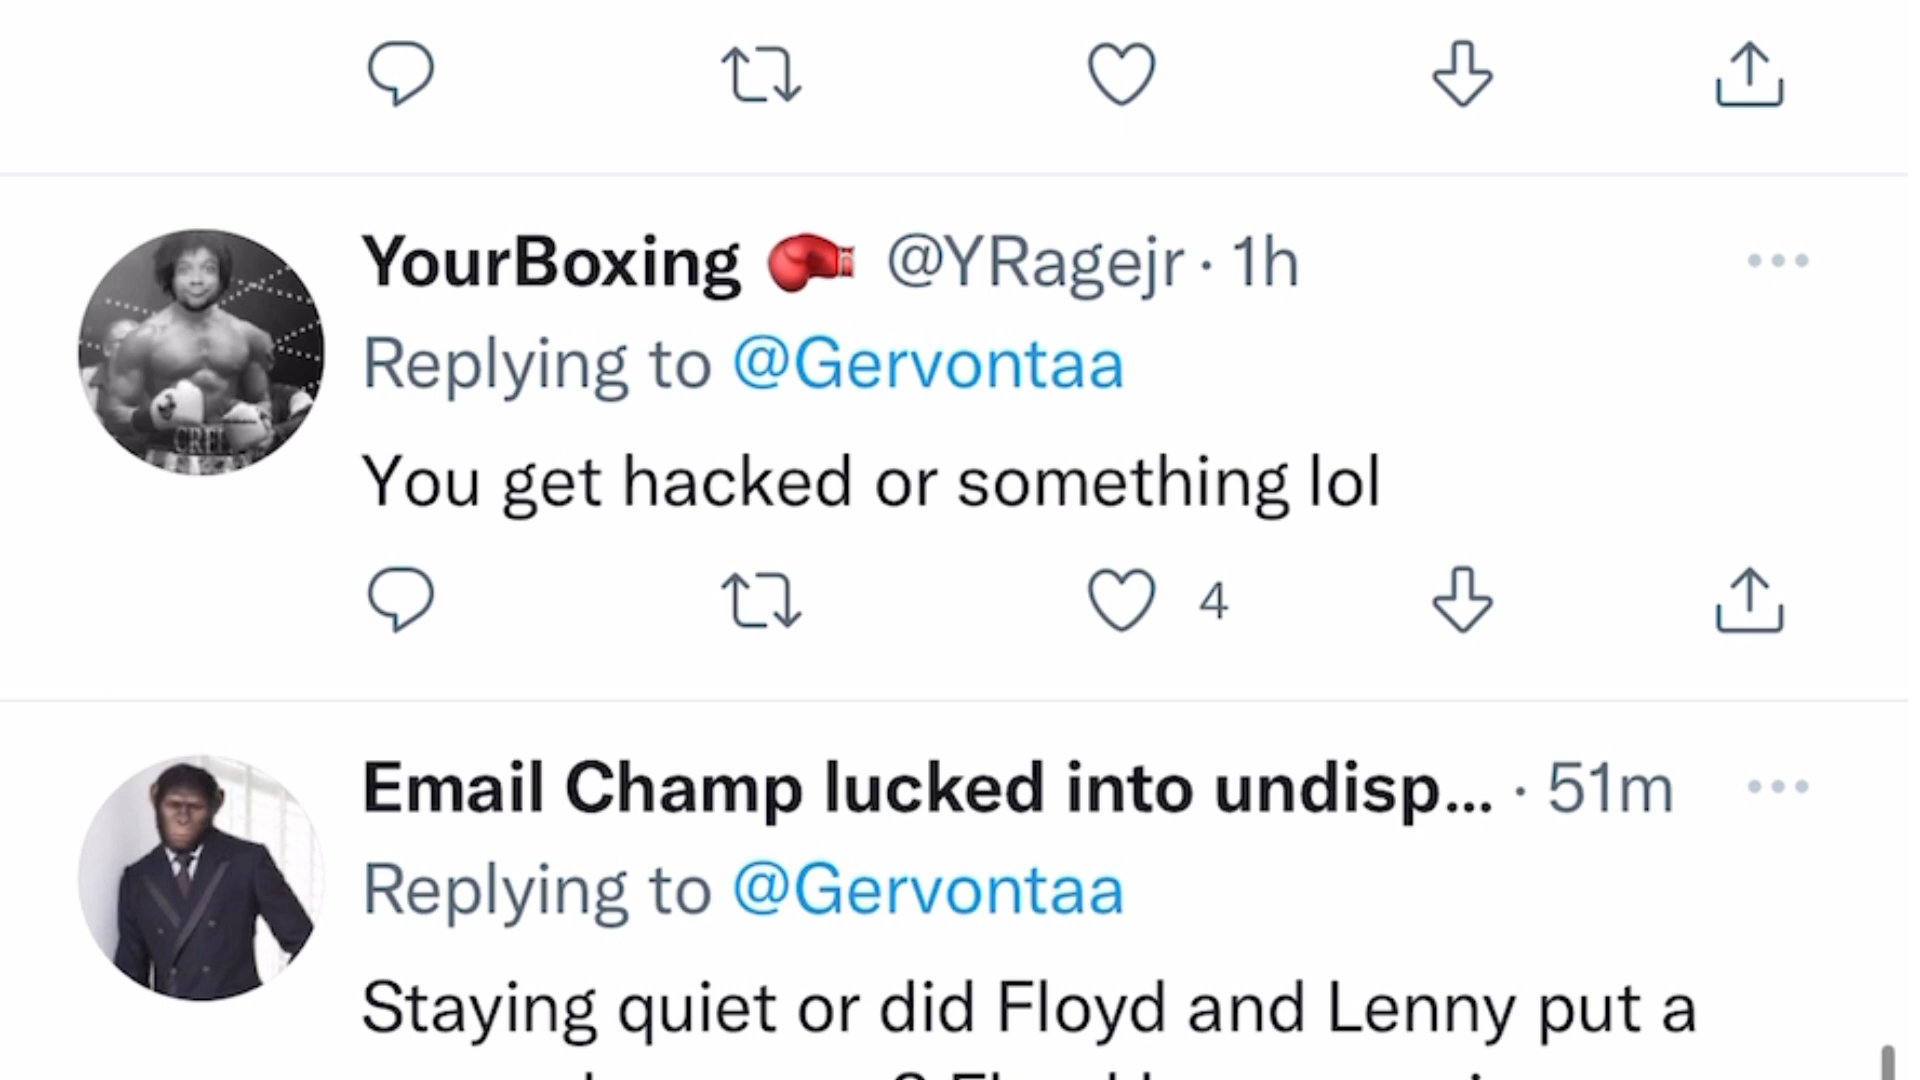 YourBoxing 🥊 @YRagejr · 1h
Replying to @Gervontaa
You get hacked or something lol
4
Email Champ lucked into undisp... · 51m
Replying to @Gervontaa
Staying quiet or did Floyd and Lenny put a